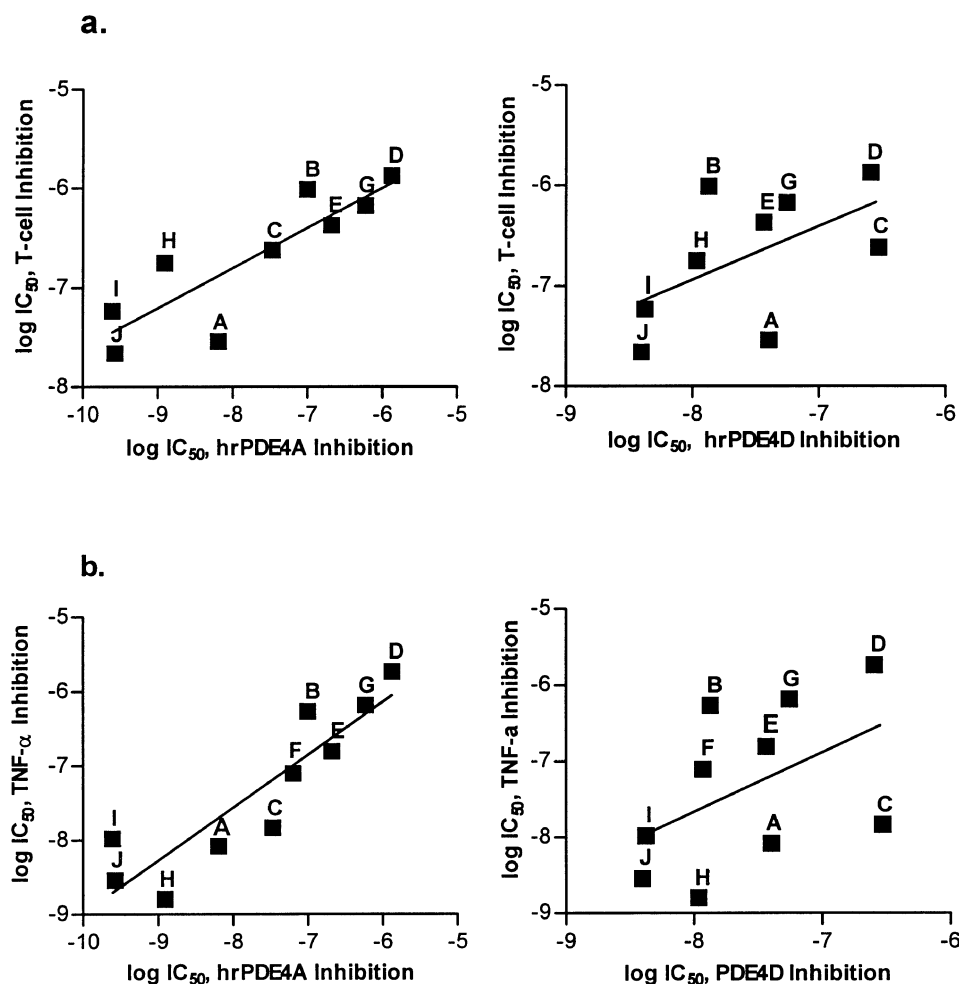 a.
-5
-6
-7
-8
log IC50, T-cell Inhibition
I
J
H
A
C
B
E
G
D
-10 -9 -8 -7 -6 -5
log IC50, hrPDE4A Inhibition
-5
-6
-7
-8
log IC50, T-cell Inhibition
I
J
H
B
E
G
A
D
C
-9 -8 -7 -6
log IC50, hrPDE4D Inhibition
b.
-5
-6
-7
-8
-9
log IC50, TNF-α Inhibition
I
J
H
A
C
F
B
E
G
D
-10 -9 -8 -7 -6 -5
log IC50, hrPDE4A Inhibition
-5
-6
-7
-8
-9
log IC50, TNF-a Inhibition
I
J
H
F
B
E
G
A
D
C
-9 -8 -7 -6
log IC50, PDE4D Inhibition